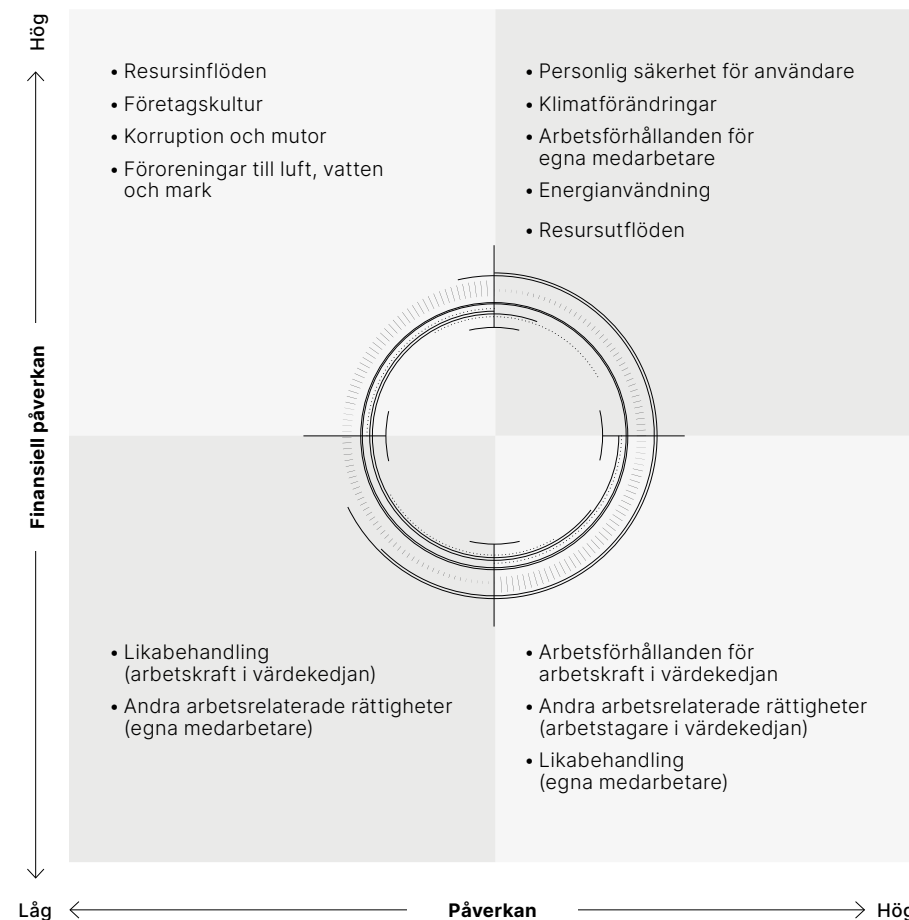 Hög
• Resursinflöden
• Företagskultur
• Korruption och mutor
• Föroreningar till luft, vatten
och mark
• Personlig säkerhet för användare
• Klimatförändringar
• Arbetsförhållanden för
egna medarbetare
• Energianvändning
• Resursutflöden
Finansiell påverkan
• Likabehandling
(arbetskraft i värdekedjan)
• Andra arbetsrelaterade rättigheter
(egna medarbetare)
• Arbetsförhållanden för
arbetskraft i värdekedjan
• Andra arbetsrelaterade rättigheter
(arbetstagare i värdekedjan)
• Likabehandling
(egna medarbetare)
Låg
Påverkan
Hög